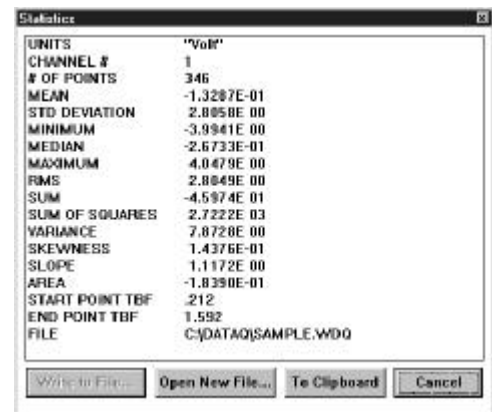 Statistics
UNITS "Volt"
CHANNEL # 1
# OF POINTS 346
MEAN -1.3287E-01
STD DEVIATION 2.8058E 00
MINIMUM -3.9941E 00
MEDIAN -2.6733E-01
MAXIMUM 4.0479E 00
RMS 2.8049E 00
SUM -4.5974E 01
SUM OF SQUARES 2.7222E 03
VARIANCE 7.8728E 00
SKEWNESS 1.4376E-01
SLOPE 1.1172E 00
AREA -1.8390E-01
START POINT TBF .212
END POINT TBF 1.592
FILE C:\DATAQ\SAMPLE.WDQ
Write to File... Open New File... To Clipboard Cancel